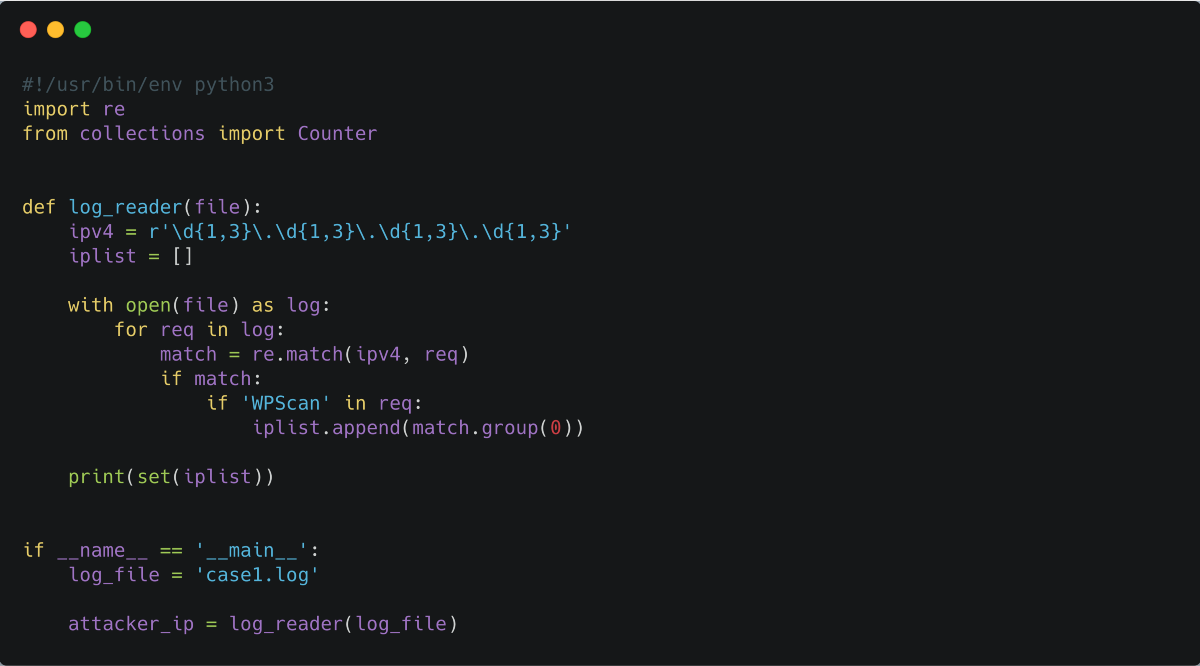 #!/usr/bin/env python3
import re
from collections import Counter
def log_reader(file):
    ipv4 = r'\d{1,3}\.\d{1,3}\.\d{1,3}\.\d{1,3}'
    iplist = []
    with open(file) as log:
        for req in log:
            match = re.match(ipv4, req)
            if match:
                if 'WPScan' in req:
                    iplist.append(match.group(0))
    print(set(iplist))
if __name__ == '__main__':
    log_file = 'case1.log'
    attacker_ip = log_reader(log_file)